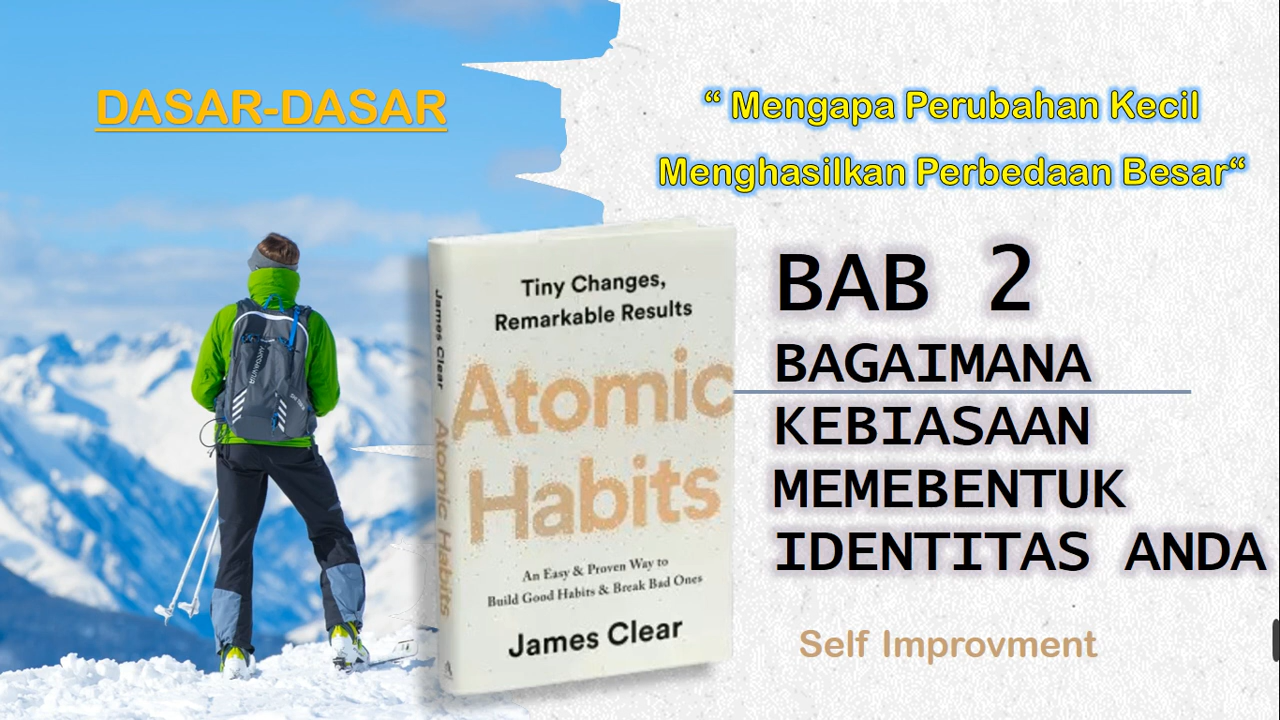 DASAR-DASAR
“ Mengapa Perubahan Kecil
Menghasilkan Perbedaan Besar“
BAB 2
BAGAIMANA
KEBIASAAN
MEMEBENTUK
IDENTITAS ANDA
Self Improvment
Tiny Changes,
Remarkable Results
Atomic
Habits
An Easy & Proven Way to
Build Good Habits & Break Bad Ones
James Clear
James Clear
Atomic Habits